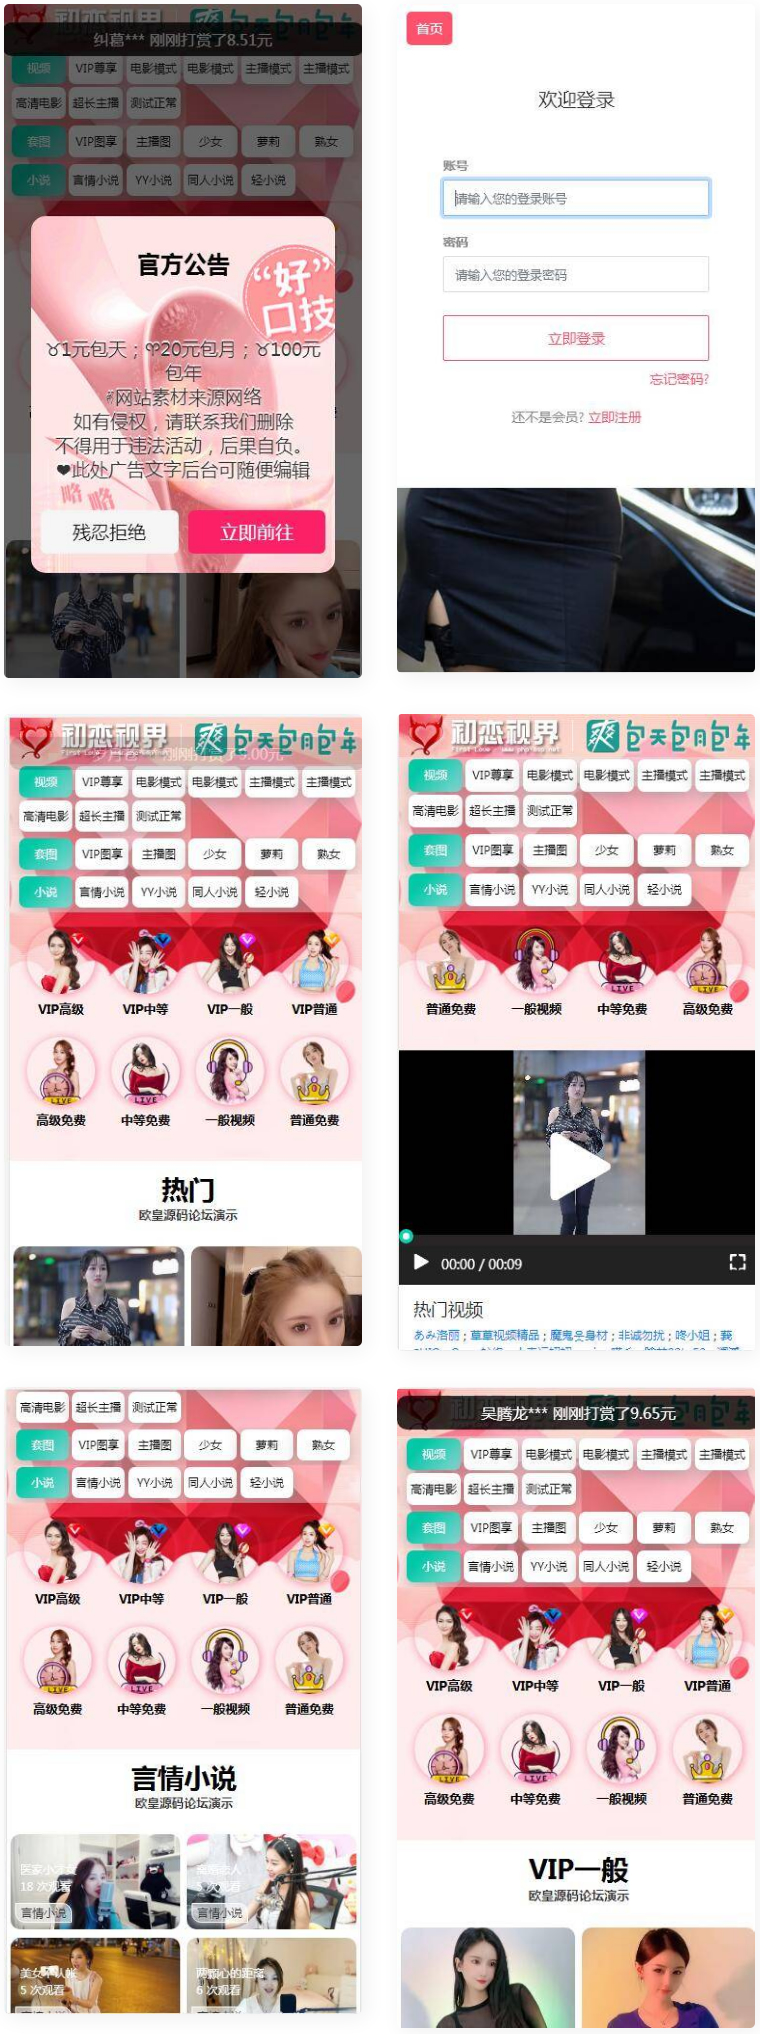 纠葛*** 刚刚打赏了8.51元
视频 VIP尊享 电影模式 电影模式 主播模式 主播模式
高清电影 超长主播 测试正常
套图 VIP图享 主播图 少女 萝莉 熟女
小说 言情小说 YY小说 同人小说 轻小说
官方公告
“好”
口技
♉1元包天；♈20元包月；♉100元
包年
✌网站素材来源网络
如有侵权，请联系我们删除
不得用于违法活动，后果自负。
❤此处广告文字后台可随便编辑
咯 咯
残忍拒绝 立即前往
首页
欢迎登录
账号
请输入您的登录账号
密码
请输入您的登录密码
立即登录
忘记密码?
还不是会员? 立即注册
初恋视界 爽 包天包月包年
刚刚打赏了9.00元
视频 VIP尊享 电影模式 电影模式 主播模式 主播模式
高清电影 超长主播 测试正常
套图 VIP图享 主播图 少女 萝莉 熟女
小说 言情小说 YY小说 同人小说 轻小说
VIP高级 VIP中等 VIP一般 VIP普通
LIVE LIVE
高级免费 中等免费 一般视频 普通免费
热门
欧皇源码论坛演示
初恋视界 爽 包天包月包年
First Love
视频 VIP尊享 电影模式 电影模式 主播模式 主播模式
高清电影 超长主播 测试正常
套图 VIP图享 主播图 少女 萝莉 熟女
小说 言情小说 YY小说 同人小说 轻小说
LIVE LIVE
普通免费 一般视频 中等免费 高级免费
00:00 / 00:09
热门视频
あみ洛丽；草草视频精品；魔鬼身材；非诚勿扰；咚小姐；莪
高清电影 超长主播 测试正常
套图 VIP图享 主播图 少女 萝莉 熟女
小说 言情小说 YY小说 同人小说 轻小说
VIP高级 VIP中等 VIP一般 VIP普通
LIVE LIVE
高级免费 中等免费 一般视频 普通免费
言情小说
欧皇源码论坛演示
18 次观看
5 次观看
言情小说 言情小说
5 次观看
两颗心的距离
6 次观看
吴腾龙*** 刚刚打赏了9.65元
视频 VIP尊享 电影模式 电影模式 主播模式 主播模式
高清电影 超长主播 测试正常
套图 VIP图享 主播图 少女 萝莉 熟女
小说 言情小说 YY小说 同人小说 轻小说
VIP高级 VIP中等 VIP一般 VIP普通
LIVE LIVE
高级免费 中等免费 一般视频 普通免费
VIP一般
欧皇源码论坛演示